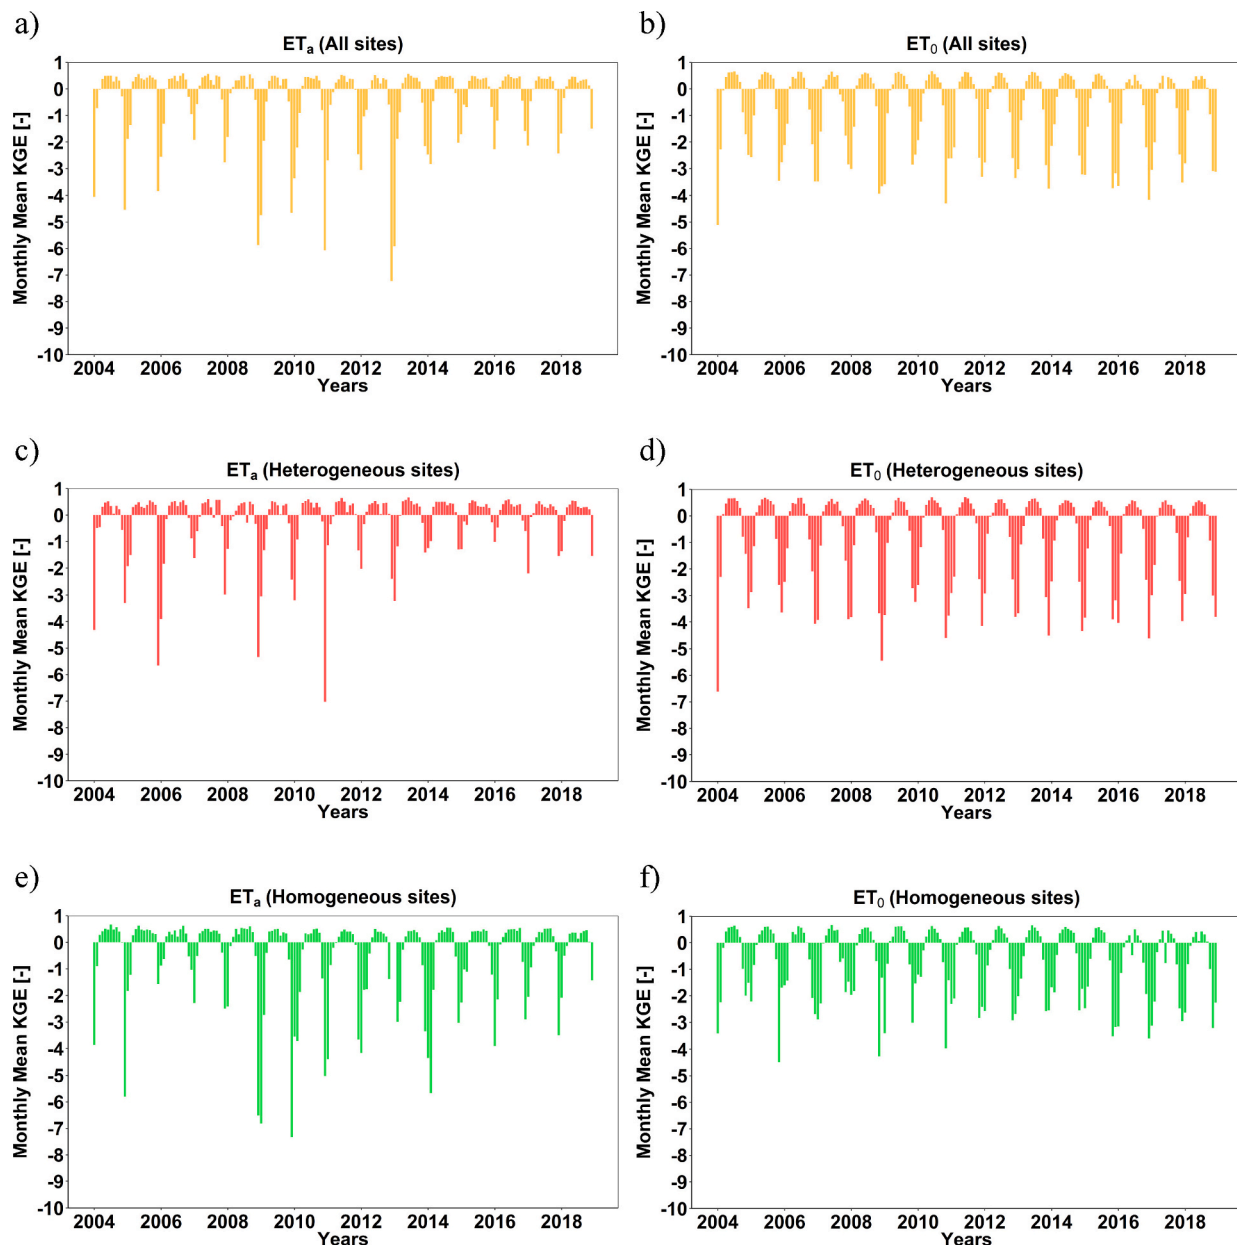 a)
ETa (All sites)
Monthly Mean KGE [-]
1
0
-1
-2
-3
-4
-5
-6
-7
-8
-9
-10
2004 2006 2008 2010 2012 2014 2016 2018
Years
b)
ET0 (All sites)
Monthly Mean KGE [-]
1
0
-1
-2
-3
-4
-5
-6
-7
-8
-9
-10
2004 2006 2008 2010 2012 2014 2016 2018
Years
c)
ETa (Heterogeneous sites)
Monthly Mean KGE [-]
1
0
-1
-2
-3
-4
-5
-6
-7
-8
-9
-10
2004 2006 2008 2010 2012 2014 2016 2018
Years
d)
ET0 (Heterogeneous sites)
Monthly Mean KGE [-]
1
0
-1
-2
-3
-4
-5
-6
-7
-8
-9
-10
2004 2006 2008 2010 2012 2014 2016 2018
Years
e)
ETa (Homogeneous sites)
Monthly Mean KGE [-]
1
0
-1
-2
-3
-4
-5
-6
-7
-8
-9
-10
2004 2006 2008 2010 2012 2014 2016 2018
Years
f)
ET0 (Homogeneous sites)
Monthly Mean KGE [-]
1
0
-1
-2
-3
-4
-5
-6
-7
-8
-9
-10
2004 2006 2008 2010 2012 2014 2016 2018
Years